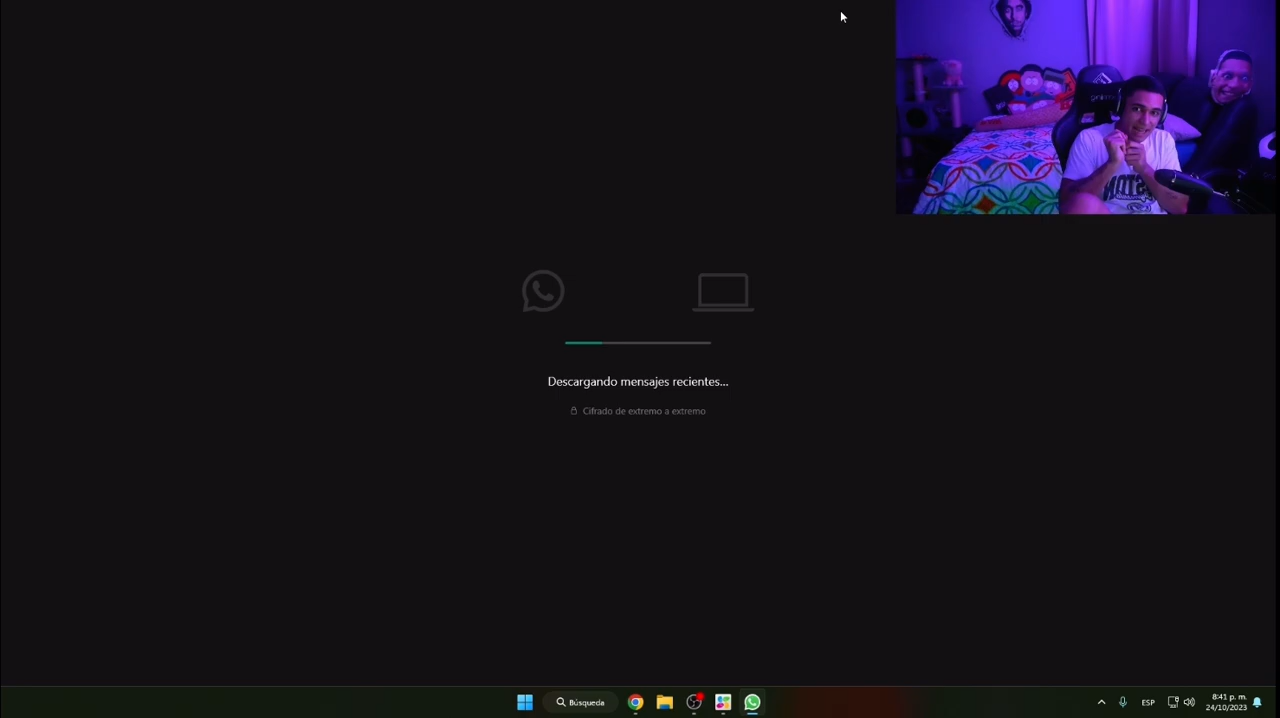 Descargando mensajes recientes...
Cifrado de extremo a extremo
Búsqueda
ESP
8:41 p. m.
24/10/2023